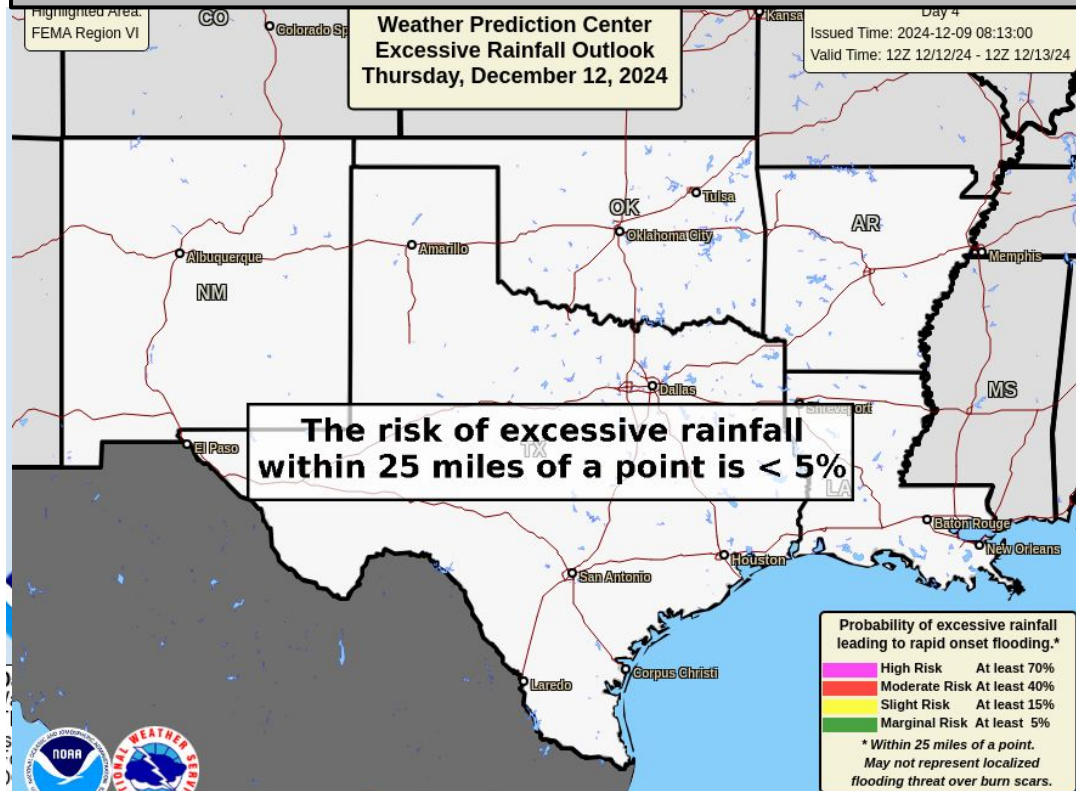 Highlighted Area:
FEMA Region VI
Weather Prediction Center
Excessive Rainfall Outlook
Thursday, December 12, 2024
Day 4
Issued Time: 2024-12-09 08:13:00
Valid Time: 12Z 12/12/24 - 12Z 12/13/24
CO
Colorado Sp
Kansa
Tulsa
OK
Oklahoma City
AR
Amarillo
Albuquerque
Memphis
NM
Dallas
MS
Shreveport
El Paso
The risk of excessive rainfall
within 25 miles of a point is < 5%
TX
LA
Baton Rouge
New Orleans
Houston
San Antonio
Corpus Christi
Laredo
Probability of excessive rainfall
leading to rapid onset flooding.*
High Risk At least 70%
Moderate Risk At least 40%
Slight Risk At least 15%
Marginal Risk At least 5%
* Within 25 miles of a point.
May not represent localized
flooding threat over burn scars.
NOAA